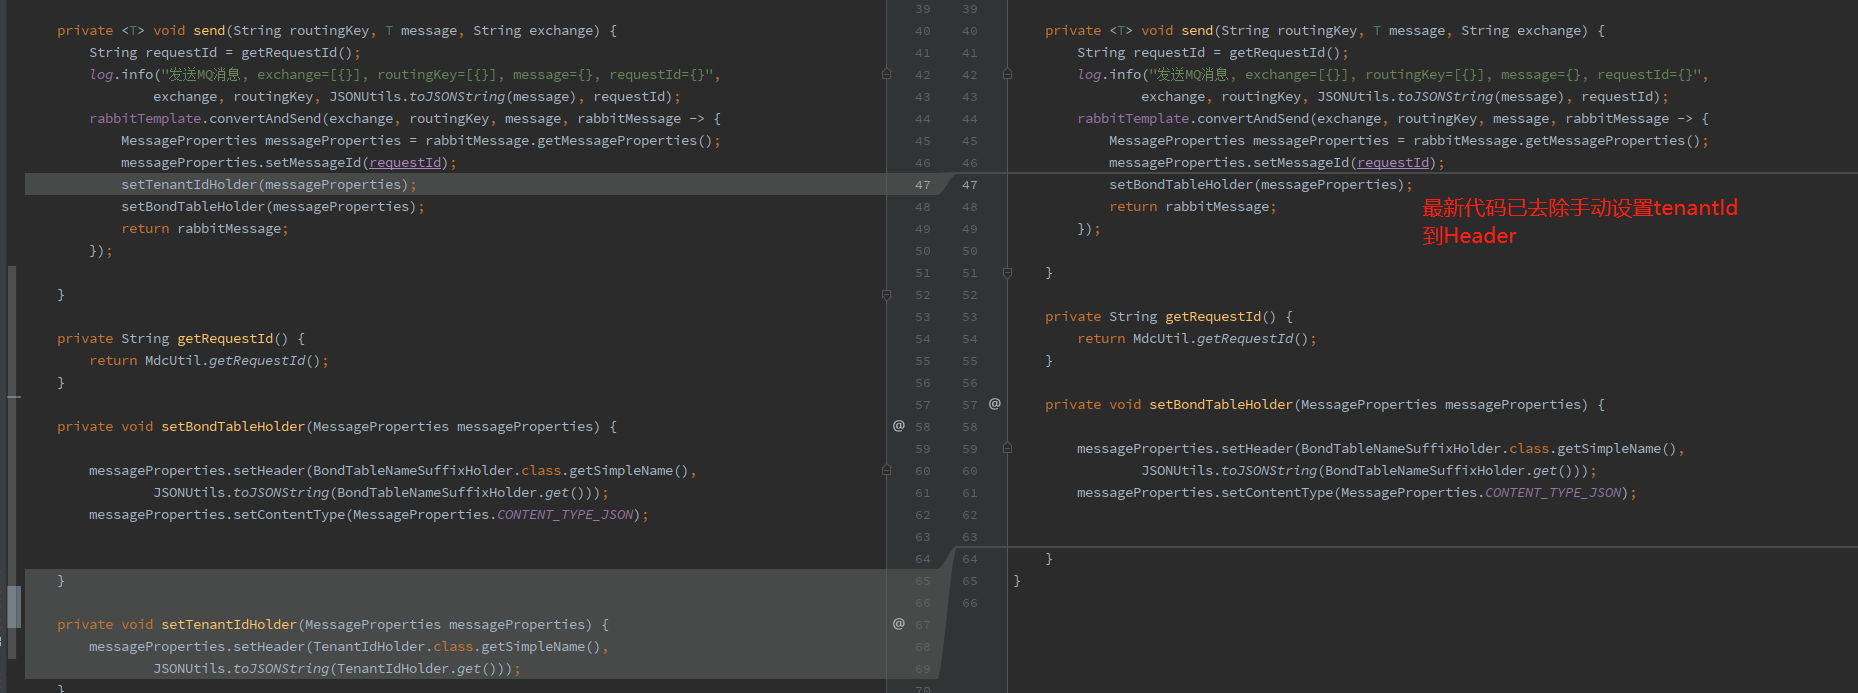 39 39
private <T> void send(String routingKey, T message, String exchange) { 40 40 private <T> void send(String routingKey, T message, String exchange) {
String requestId = getRequestId(); 41 41 String requestId = getRequestId();
log.info("发送MQ消息, exchange=[{}], routingKey=[{}], message={}, requestId={}", 42 42 log.info("发送MQ消息, exchange=[{}], routingKey=[{}], message={}, requestId={}",
exchange, routingKey, JSONUtils.toJSONString(message), requestId); 43 43 exchange, routingKey, JSONUtils.toJSONString(message), requestId);
rabbitTemplate.convertAndSend(exchange, routingKey, message, rabbitMessage -> { 44 44 rabbitTemplate.convertAndSend(exchange, routingKey, message, rabbitMessage -> {
MessageProperties messageProperties = rabbitMessage.getMessageProperties(); 45 45 MessageProperties messageProperties = rabbitMessage.getMessageProperties();
messageProperties.setMessageId(requestId); 46 46 messageProperties.setMessageId(requestId);
setTenantIdHolder(messageProperties); 47 47 setBondTableHolder(messageProperties);
setBondTableHolder(messageProperties); 48 48 return rabbitMessage;
最新代码已去除手动设置tenantId
return rabbitMessage; 49 49 });
到Header
}); 50 50
51 51 }
} 52 52
53 53 private String getRequestId() {
private String getRequestId() { 54 54 return MdcUtil.getRequestId();
return MdcUtil.getRequestId(); 55 55 }
} 56 56
57 57 @ private void setBondTableHolder(MessageProperties messageProperties) {
private void setBondTableHolder(MessageProperties messageProperties) { @ 58 58
59 59 messageProperties.setHeader(BondTableNameSuffixHolder.class.getSimpleName(),
messageProperties.setHeader(BondTableNameSuffixHolder.class.getSimpleName(), 60 60 JSONUtils.toJSONString(BondTableNameSuffixHolder.get()));
JSONUtils.toJSONString(BondTableNameSuffixHolder.get())); 61 61 messageProperties.setContentType(MessageProperties.CONTENT_TYPE_JSON);
messageProperties.setContentType(MessageProperties.CONTENT_TYPE_JSON); 62 62
63 63
64 64 }
} 65 65 }
66 66
private void setTenantIdHolder(MessageProperties messageProperties) { @ 67
messageProperties.setHeader(TenantIdHolder.class.getSimpleName(), 68
JSONUtils.toJSONString(TenantIdHolder.get())); 69
} 70